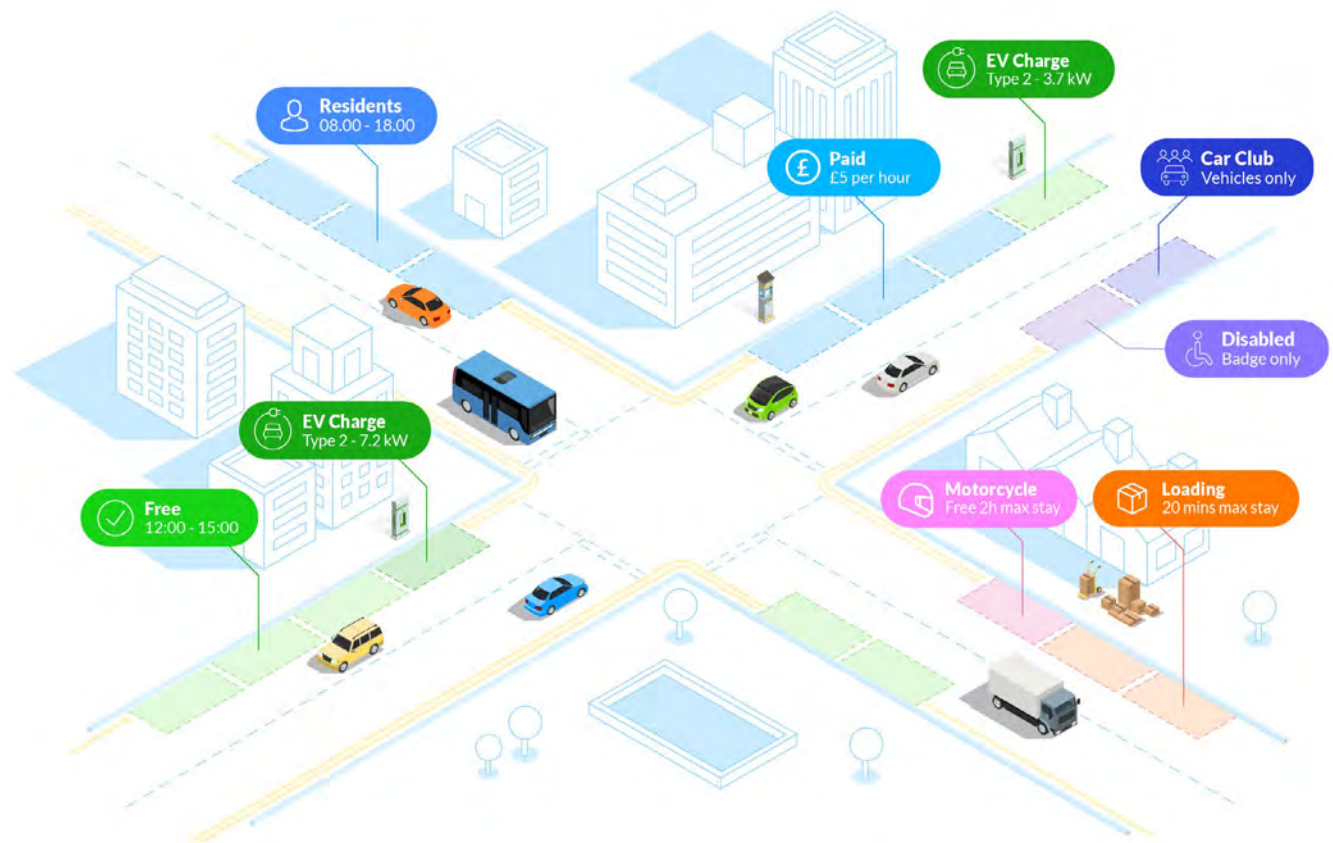 EV Charge
Type 2 - 3.7 kW
Residents
08.00 - 18.00
£
Paid
£5 per hour
Car Club
Vehicles only
Disabled
Badge only
EV Charge
Type 2 - 7.2 kW
Motorcycle
Free 2h max stay
Loading
20 mins max stay
Free
12:00 - 15:00